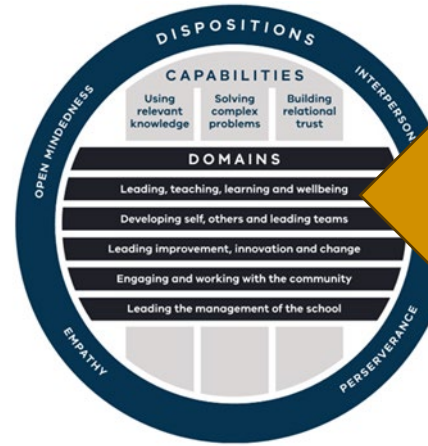 DISPOSITIONS
CAPABILITIES
Using
relevant
knowledge
Solving
complex
problems
Building
relational
trust
OPEN MINDEDNESS
INTERPERSON
DOMAINS
Leading, teaching, learning and wellbeing
Developing self, others and leading teams
Leading improvement, innovation and change
Engaging and working with the community
Leading the management of the school
EMPATHY
PERSERVERANCE